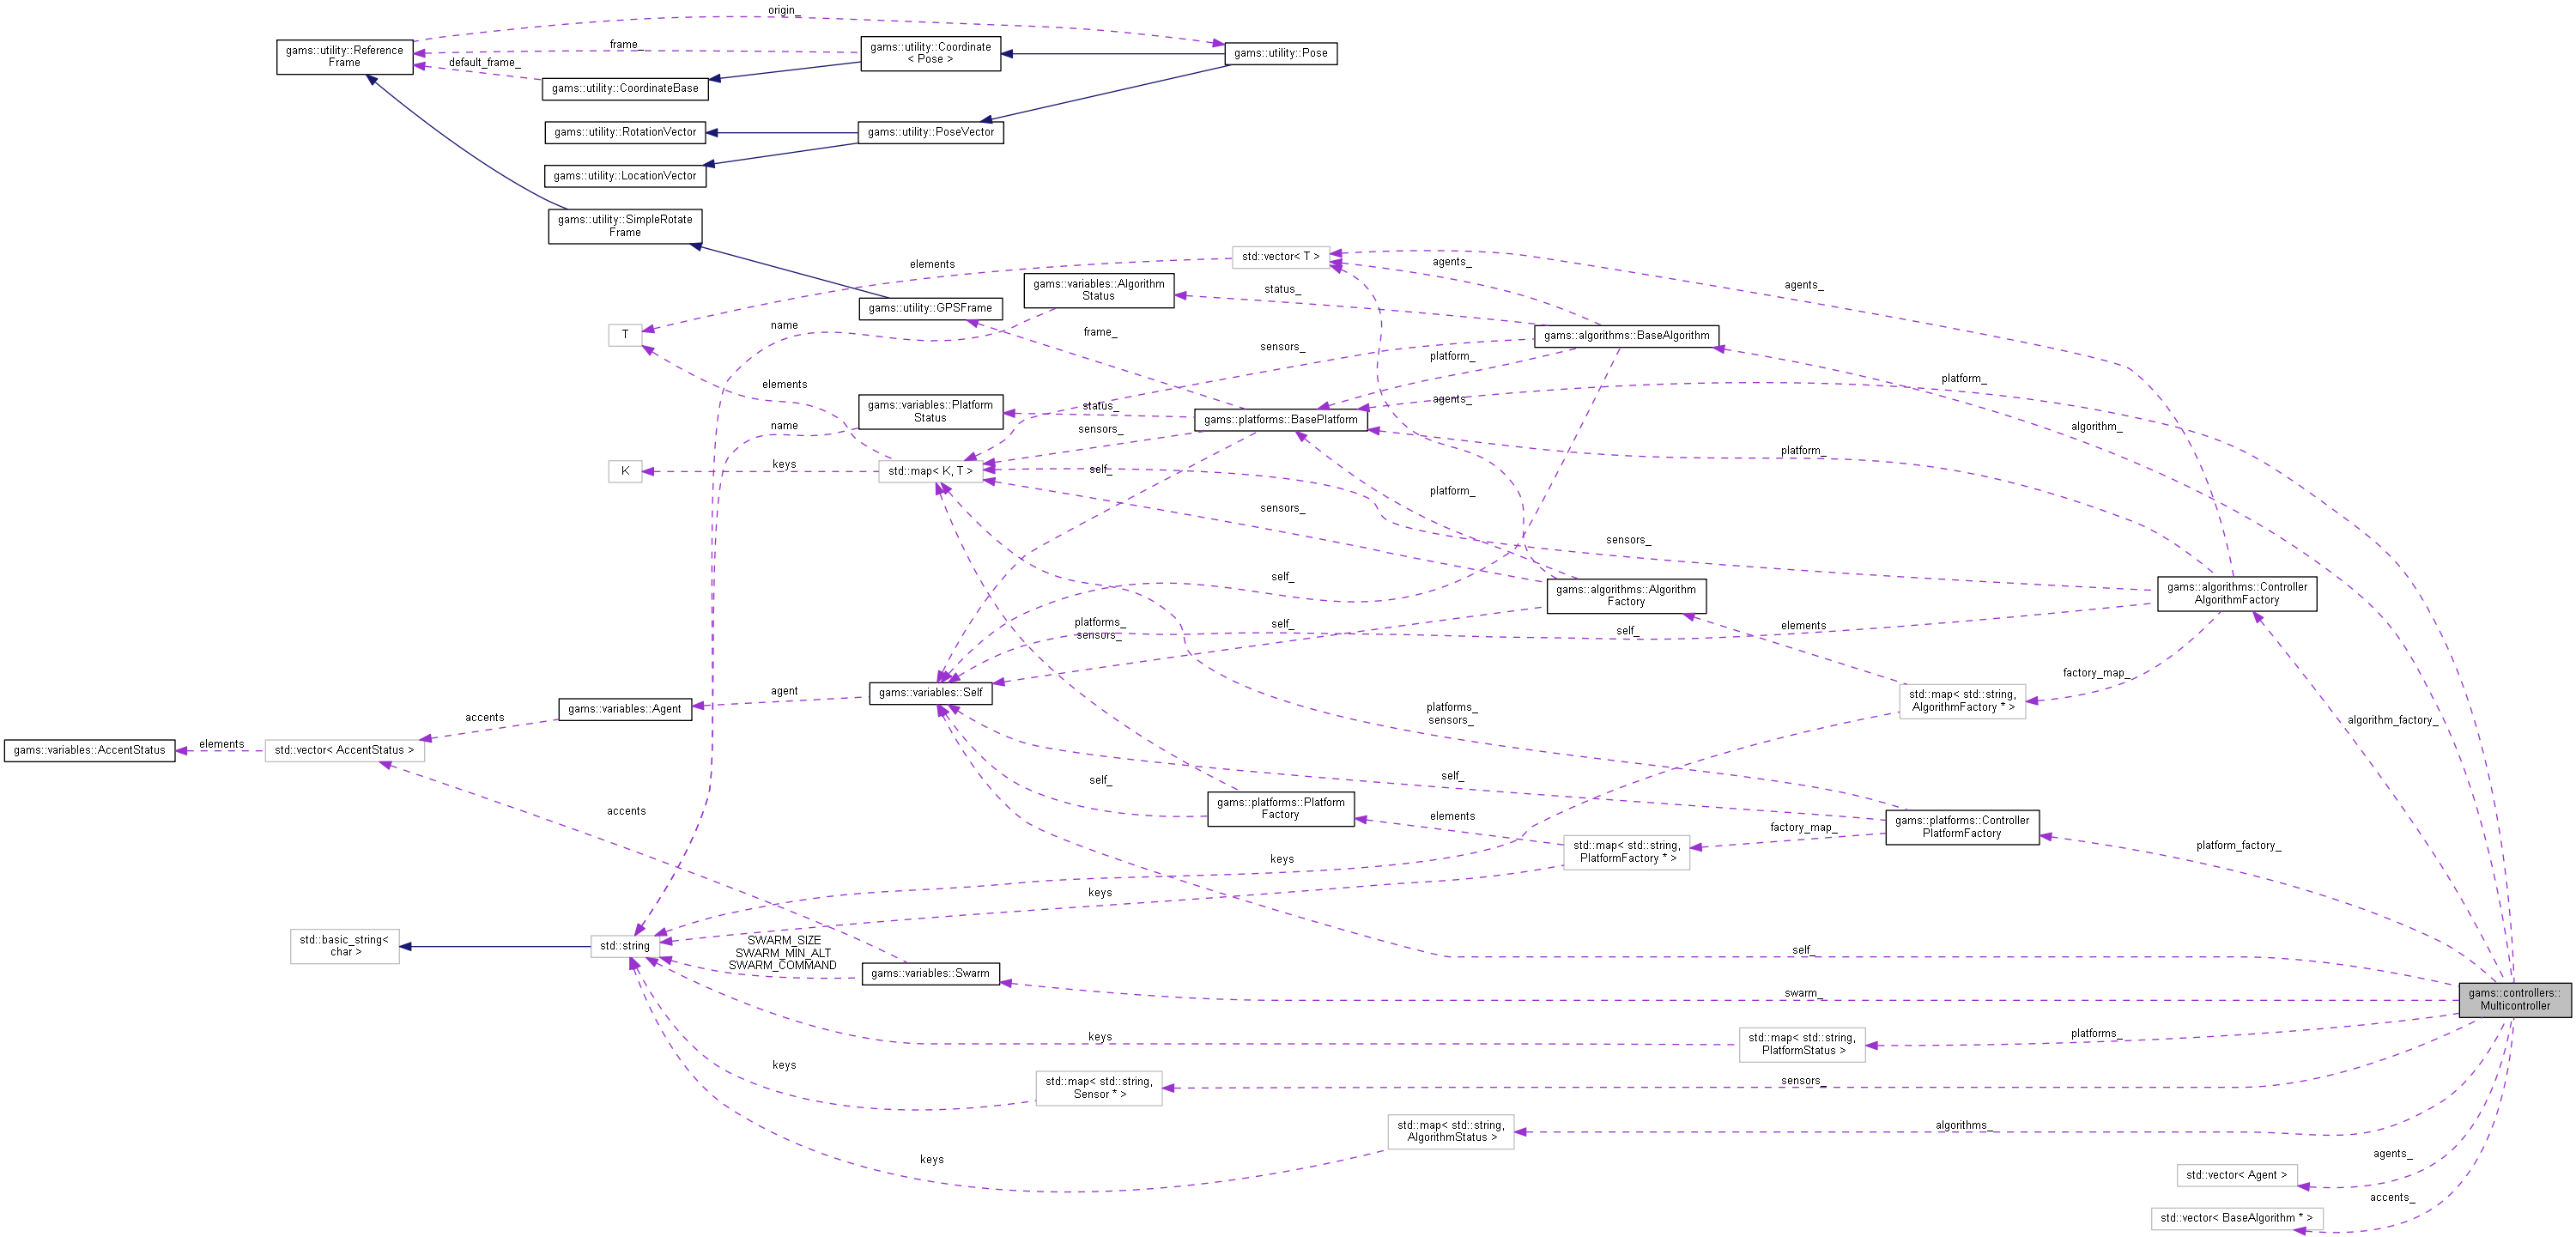 origin_
gams::utility::Reference
Frame
frame_
gams::utility::Coordinate
< Pose >
gams::utility::Pose
default_frame_
gams::utility::CoordinateBase
gams::utility::RotationVector
gams::utility::PoseVector
gams::utility::LocationVector
gams::utility::SimpleRotate
Frame
std::vector< T >
elements
agents_
agents_
gams::variables::Algorithm
Status
status_
gams::utility::GPSFrame
name
T
frame_
gams::algorithms::BaseAlgorithm
sensors_
platform_
platform_
elements
gams::variables::Platform
Status
status_
agents_
gams::platforms::BasePlatform
name
sensors_
algorithm_
platform_
K
keys
std::map< K, T >
self_
platform_
sensors_
sensors_
self_
gams::algorithms::Algorithm
Factory
gams::algorithms::Controller
AlgorithmFactory
platforms_
sensors_
self_
self_
elements
factory_map_
gams::variables::Self
agent
gams::variables::Agent
std::map< std::string,
AlgorithmFactory * >
platforms_
sensors_
accents
algorithm_factory_
gams::variables::AccentStatus
elements
std::vector< AccentStatus >
self_
self_
gams::platforms::Platform
Factory
accents
elements
factory_map_
gams::platforms::Controller
PlatformFactory
std::map< std::string,
PlatformFactory * >
platform_factory_
keys
keys
std::basic_string<
char >
std::string
SWARM_SIZE
SWARM_MIN_ALT
SWARM_COMMAND
gams::variables::Swarm
self_
swarm_
gams::controllers::
Multicontroller
keys
std::map< std::string,
PlatformStatus >
platforms_
keys
std::map< std::string,
Sensor * >
sensors_
std::map< std::string,
AlgorithmStatus >
algorithms_
keys
agents_
std::vector< Agent >
accents_
std::vector< BaseAlgorithm * >